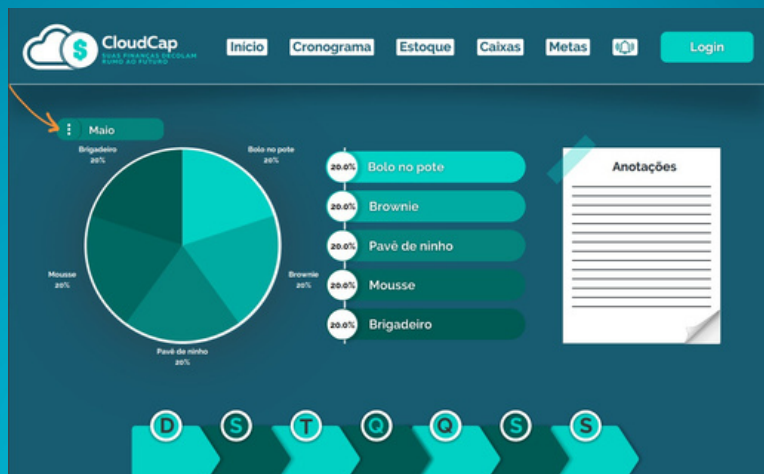 CloudCap
SUAS FINANÇAS DECOLAM
RUMO AO FUTURO
Início
Cronograma
Estoque
Caixas
Metas
Login
Maio
Brigadeiro
20%
Bolo no pote
20%
Mousse
20%
Brownie
20%
Pavê de ninho
20%
20.0% Bolo no pote
20.0% Brownie
20.0% Pavê de ninho
20.0% Mousse
20.0% Brigadeiro
Anotações
D S T Q Q S S